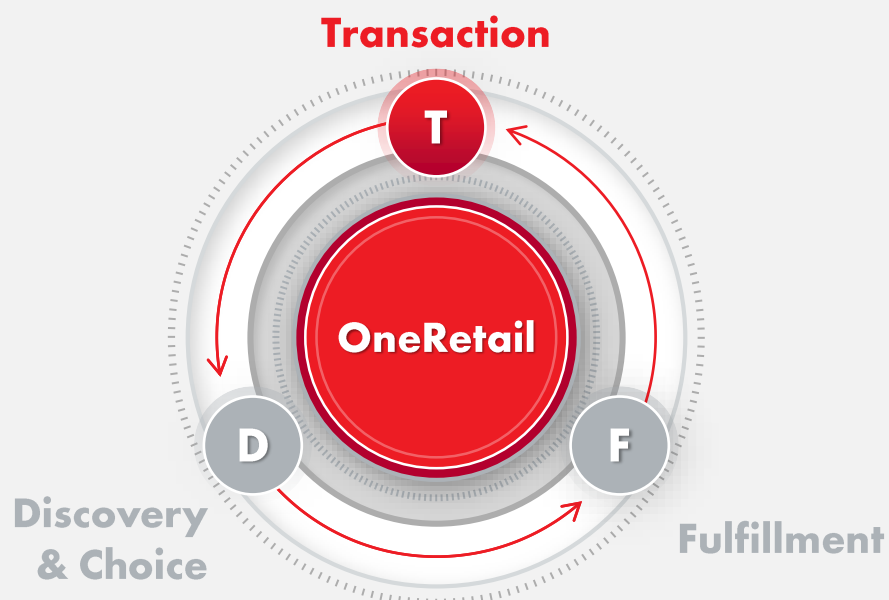 Transaction
T
OneRetail
D
F
Discovery
& Choice
Fulfillment